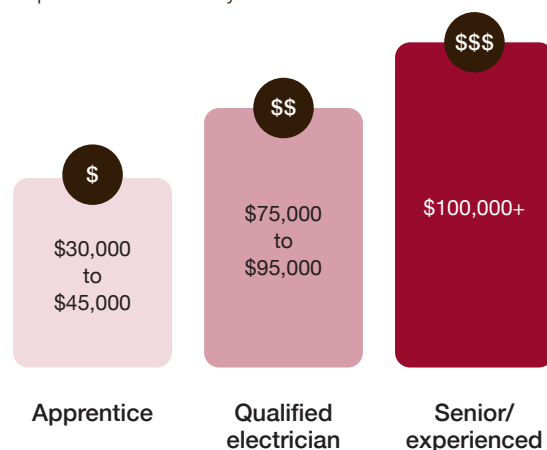 $
$$
$$$
$30,000
to
$45,000
$75,000
to
$95,000
$100,000+
Apprentice
Qualified
electrician
Senior/
experienced